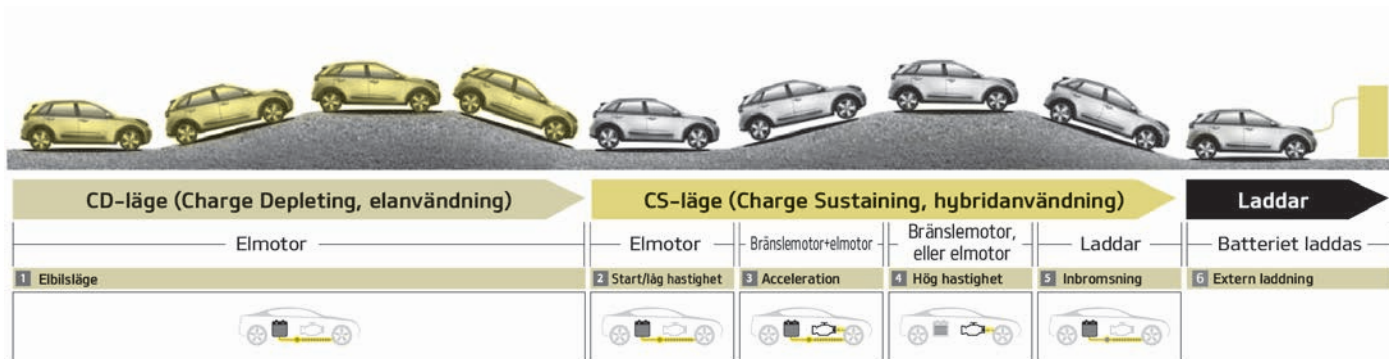 CD-läge (Charge Depleting, elanvändning)
CS-läge (Charge Sustaining, hybridanvändning)
Laddar
Elmotor
Elmotor
Bränslemotor+elmotor
Bränslemotor,
eller elmotor
Laddar
Batteriet laddas
1 Elbilsläge
2 Start/låg hastighet
3 Acceleration
4 Hög hastighet
5 Inbromsning
6 Extern laddning